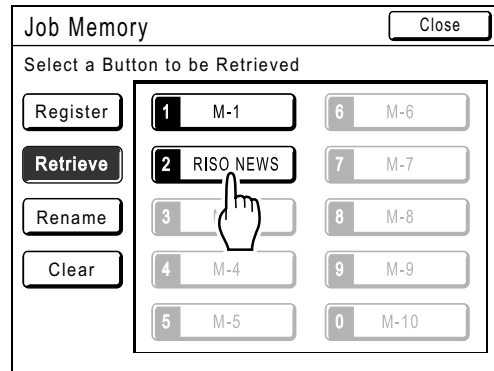 Job Memory
Close
Select a Button to be Retrieved
Register
Retrieve
Rename
Clear
1 M-1
2 RISO NEWS
3
4 M-4
5 M-5
6 M-6
7 M-7
8 M-8
9 M-9
0 M-10